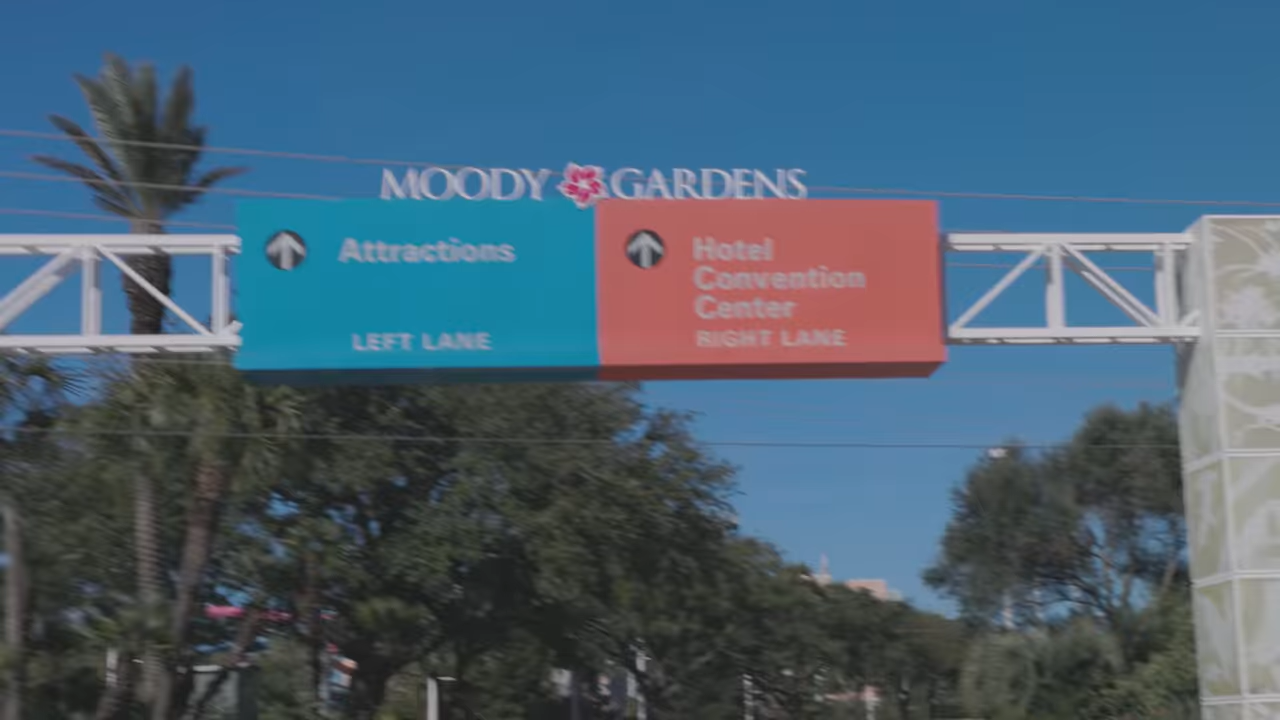 MOODY GARDENS
Attractions
LEFT LANE
Hotel
Convention
Center
RIGHT LANE